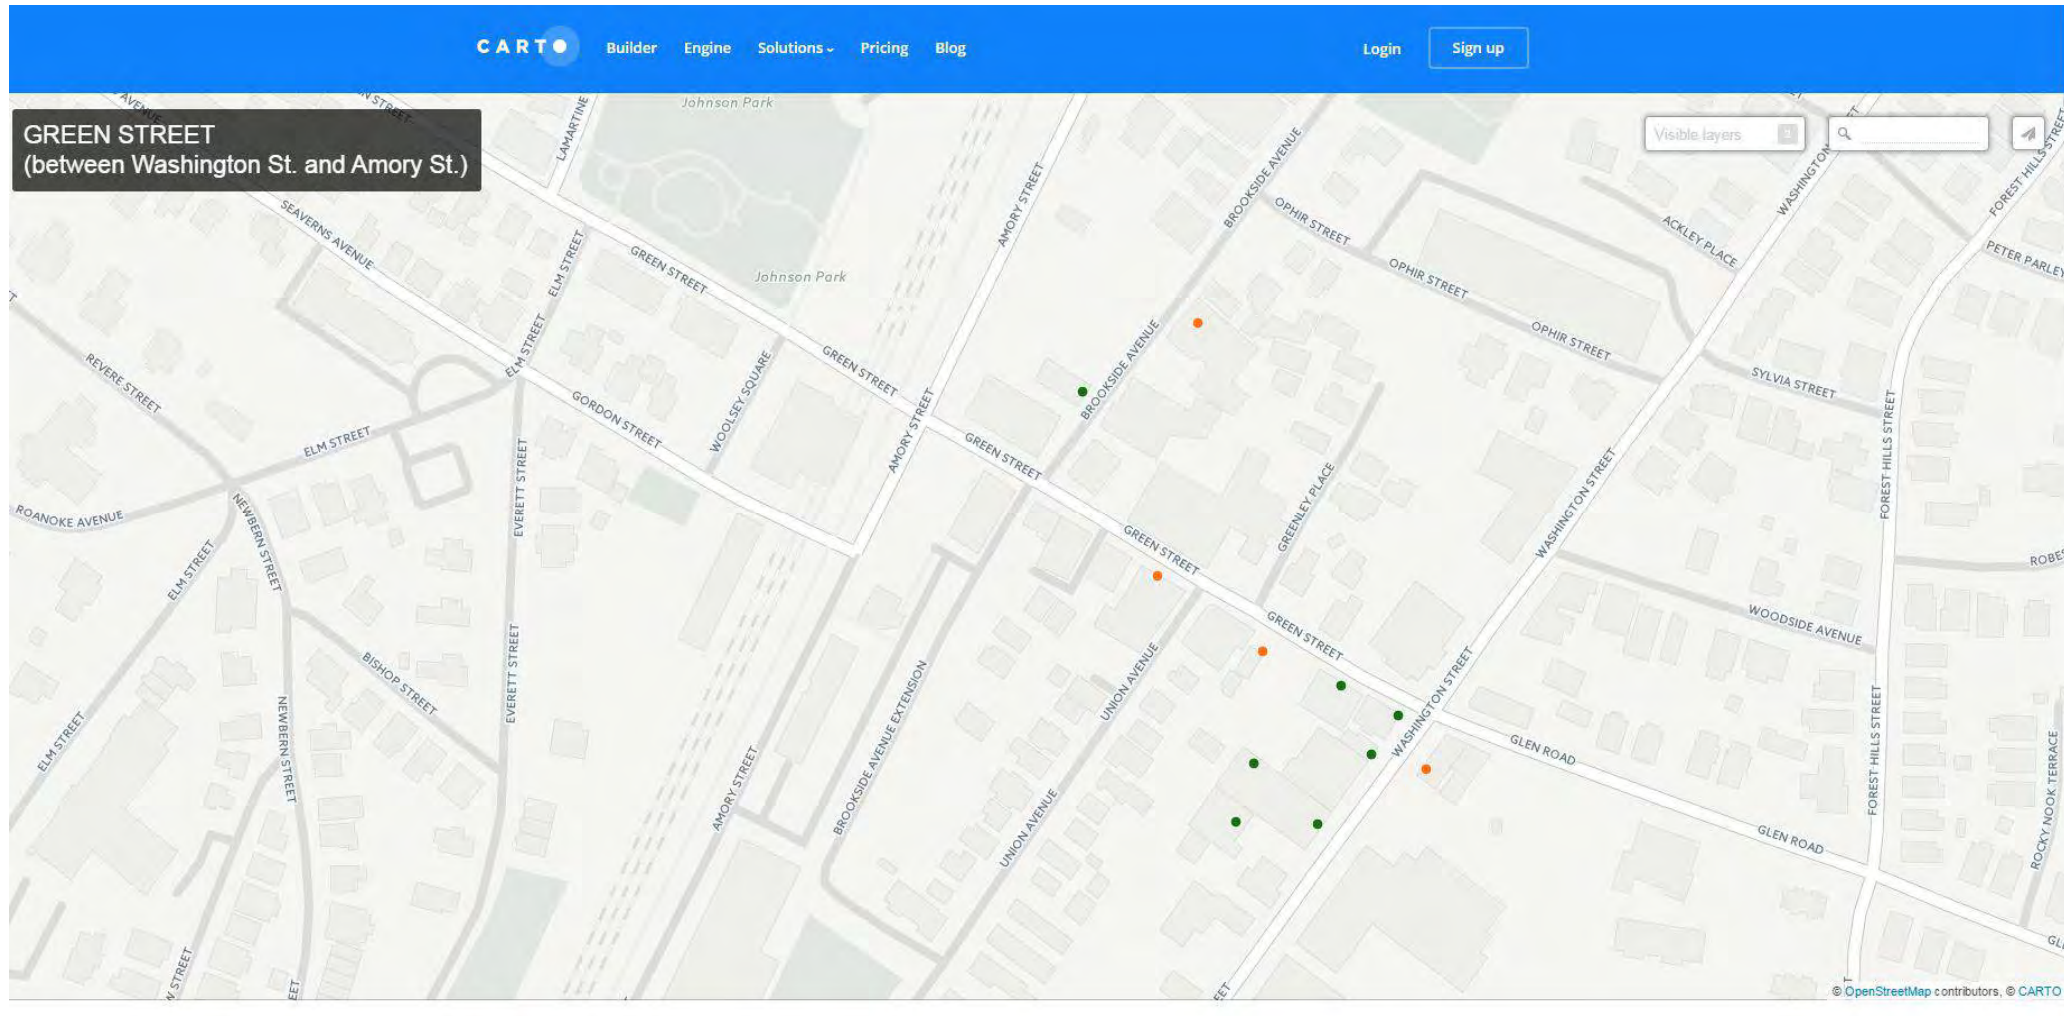 CARTO
Builder
Engine
Solutions
Pricing
Blog
Login
Sign up
GREEN STREET
(between Washington St. and Amory St.)
Visible layers 2
Johnson Park
LAMARTINE
AMORY STREET
BROOKSIDE AVENUE
OPHIR STREET
WASHINGTON
FOREST HILLS STREET
ACKLEY PLACE
PETER PARLEY
SEAVERNS AVENUE
ELM STREET
GREEN STREET
Johnson Park
OPHIR STREET
OPHIR STREET
SYLVIA STREET
REVERE STREET
ELM STREET
GORDON STREET
WOOLSEY SQUARE
GREEN STREET
AMORY STREET
BROOKSIDE AVENUE
GREEN STREET
FOREST HILLS STREET
ELM STREET
EVERETT STREET
GREENLEY PLACE
WASHINGTON STREET
ROANOKE AVENUE
NEWBERN STREET
ELM STREET
GREEN STREET
ROBE
WOODSIDE AVENUE
GREEN STREET
BISHOP STREET
EVERETT STREET
UNION AVENUE
WASHINGTON STREET
BROOKSIDE AVENUE EXTENSION
NEWBERN STREET
ELM STREET
GLEN ROAD
FOREST HILLS STREET
ROCKY NOOK TERRACE
AMORY STREET
UNION AVENUE
GLEN ROAD
© OpenStreetMap contributors, © CARTO